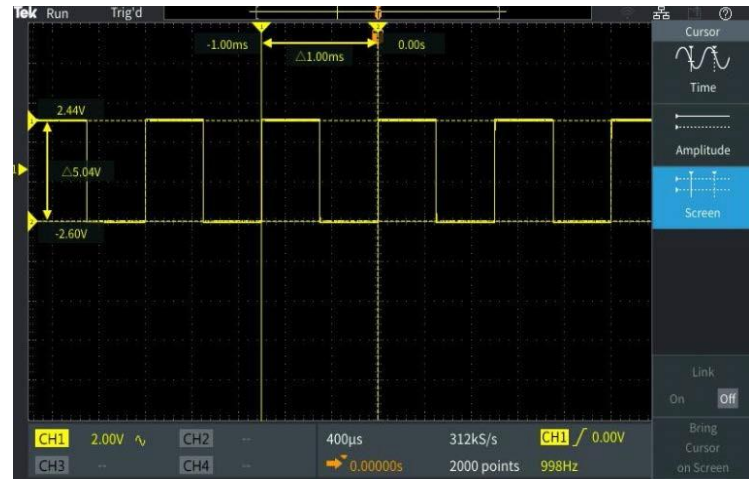 Tek Run Trig'd
Cursor
Time
Amplitude
Screen
Link
On Off
Bring
Cursor
on Screen
-1.00ms 0.00s
△1.00ms
2.44V
△5.04V
-2.60V
CH1 2.00V CH2 -- 400µs 312kS/s CH1 0.00V
CH3 -- CH4 -- 0.00000s 2000 points 998Hz